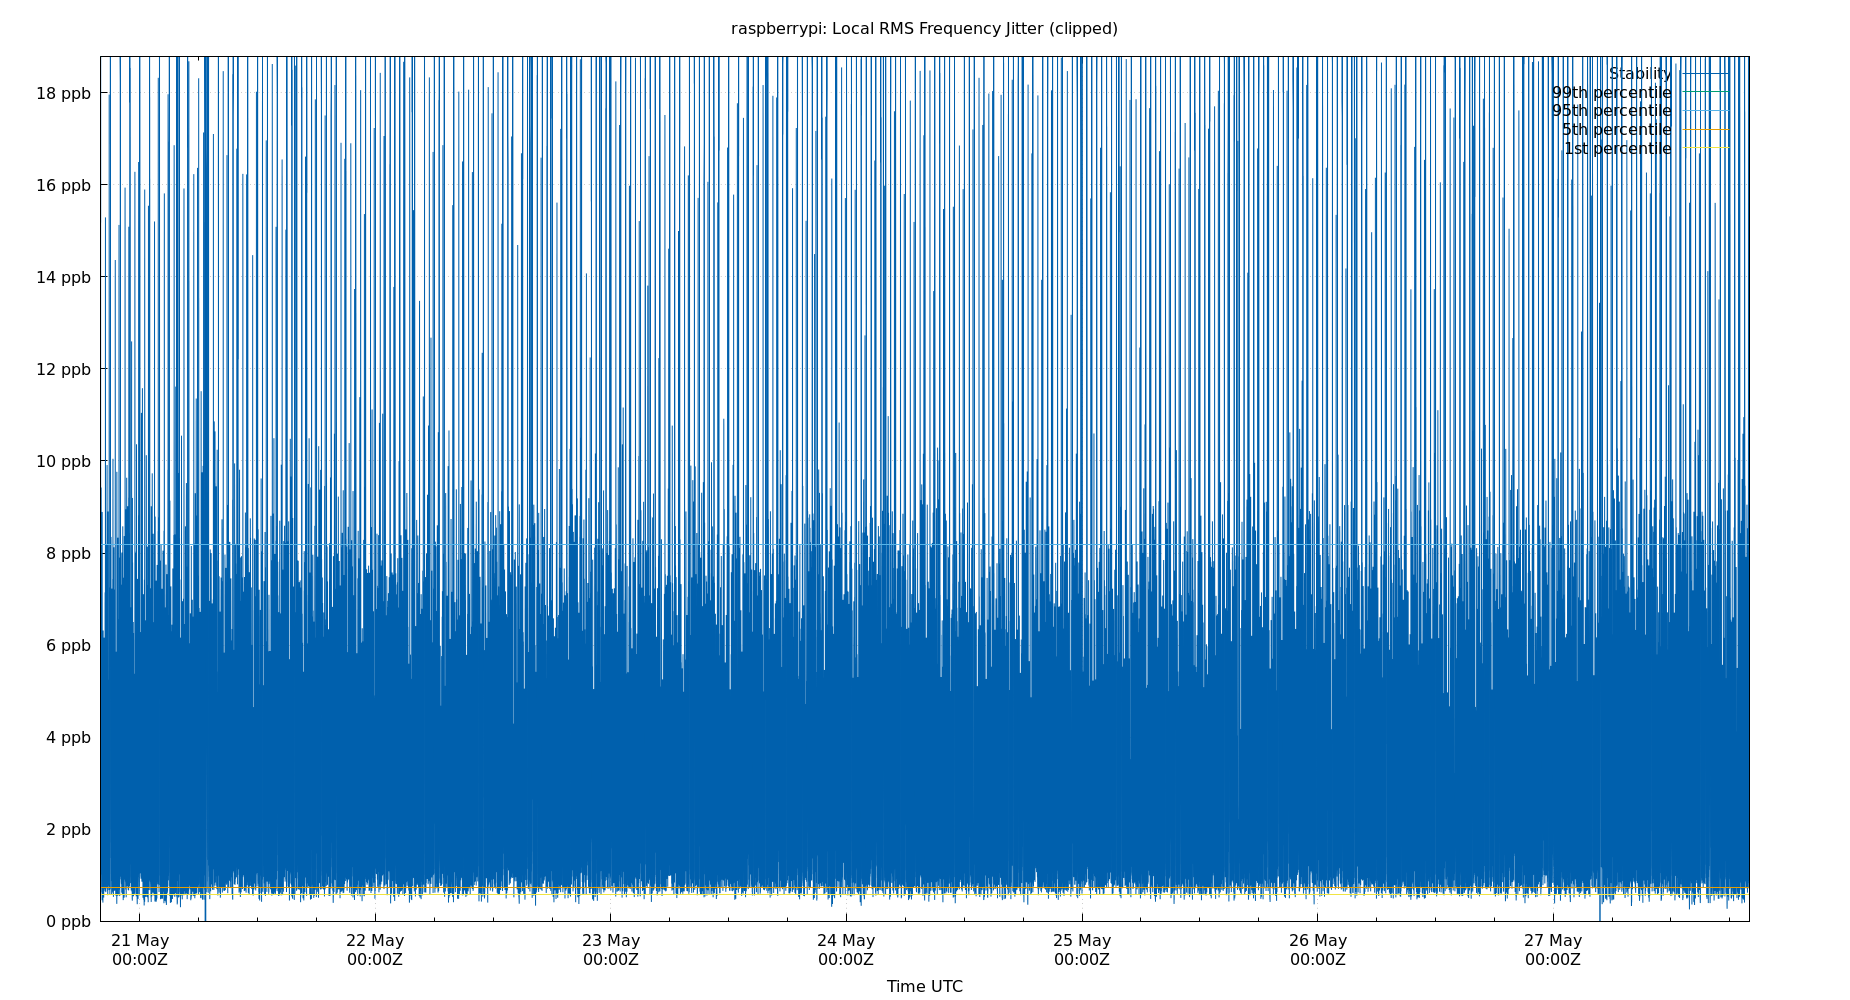 raspberrypi: Local RMS Frequency Jitter (clipped)
18 ppb
16 ppb
14 ppb
12 ppb
10 ppb
8 ppb
6 ppb
4 ppb
2 ppb
0 ppb
Stability
99th percentile
95th percentile
5th percentile
1st percentile
21 May 22 May 23 May 24 May 25 May 26 May 27 May
00:00Z 00:00Z 00:00Z 00:00Z 00:00Z 00:00Z 00:00Z
Time UTC